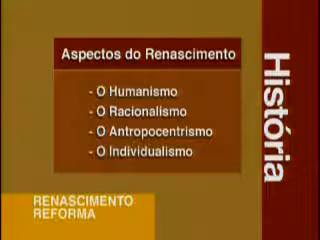 Aspectos do Renascimento
- O Humanismo
- O Racionalismo
- O Antropocentrismo
- O Individualismo
História
RENASCIMENTO
REFORMA